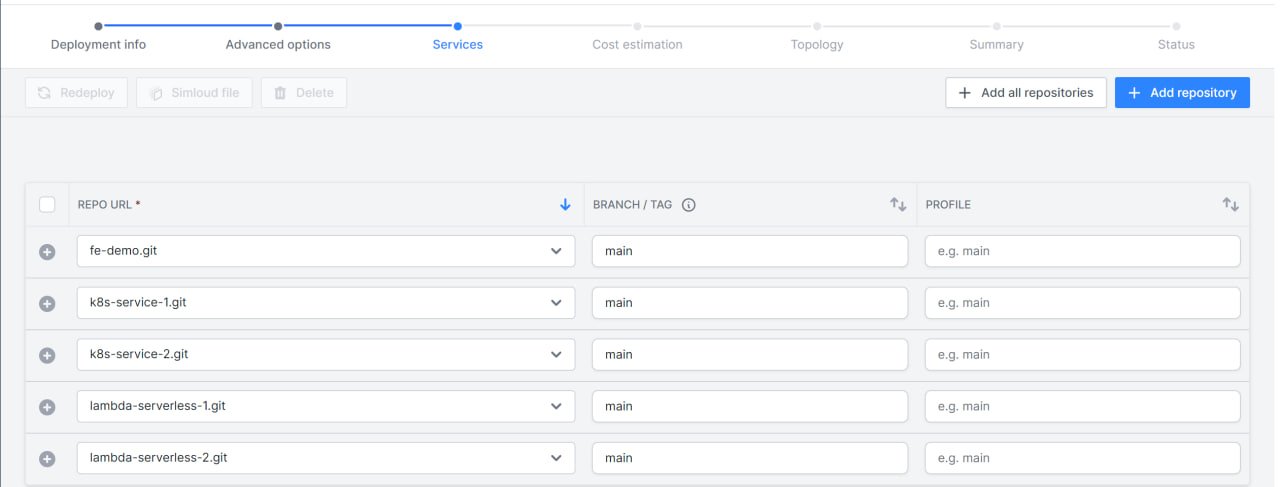 Deployment info Advanced options Services Cost estimation Topology Summary Status
Redeploy Simloud file Delete + Add all repositories + Add repository
REPO URL * BRANCH / TAG PROFILE
fe-demo.git main e.g. main
k8s-service-1.git main e.g. main
k8s-service-2.git main e.g. main
lambda-serverless-1.git main e.g. main
lambda-serverless-2.git main e.g. main